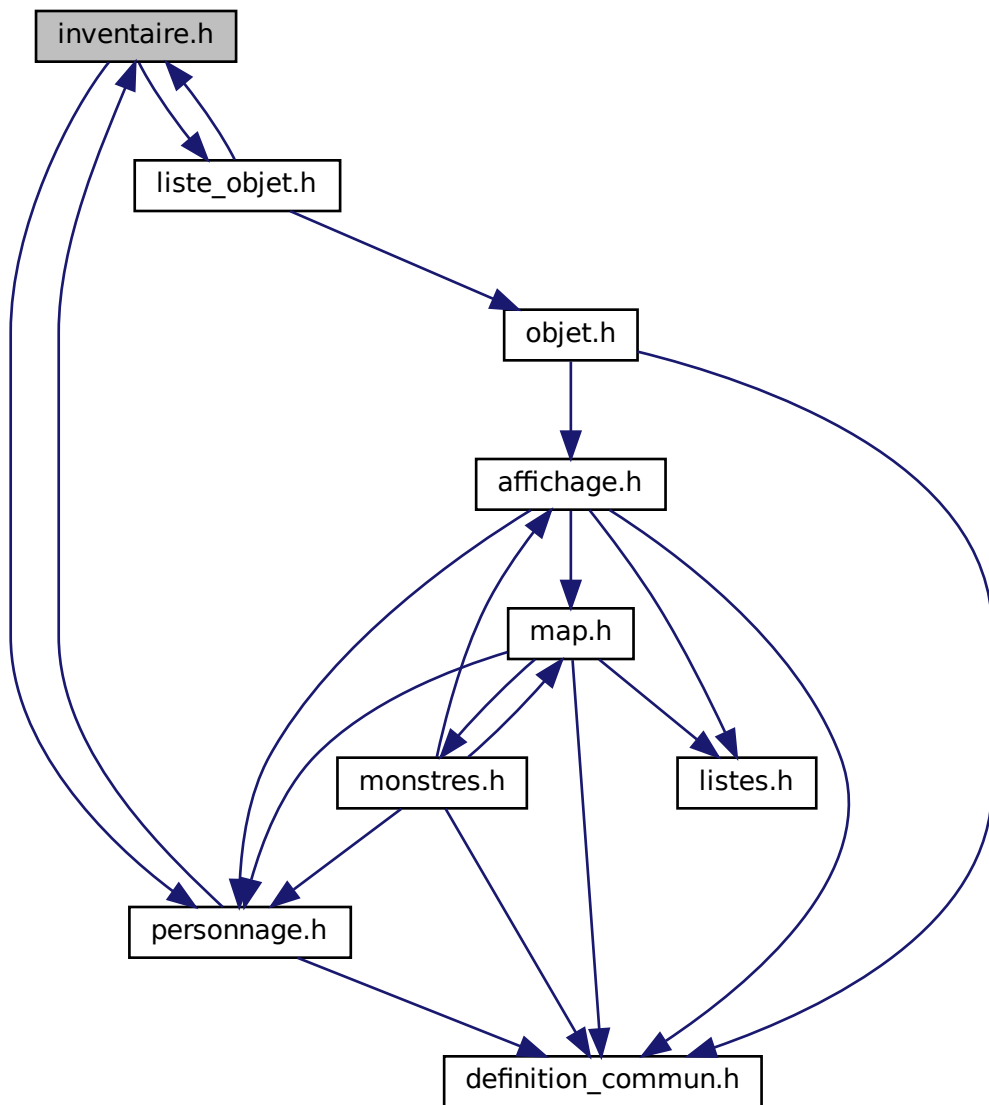 inventaire.h
liste_objet.h
objet.h
affichage.h
map.h
monstres.h
listes.h
personnage.h
definition_commun.h